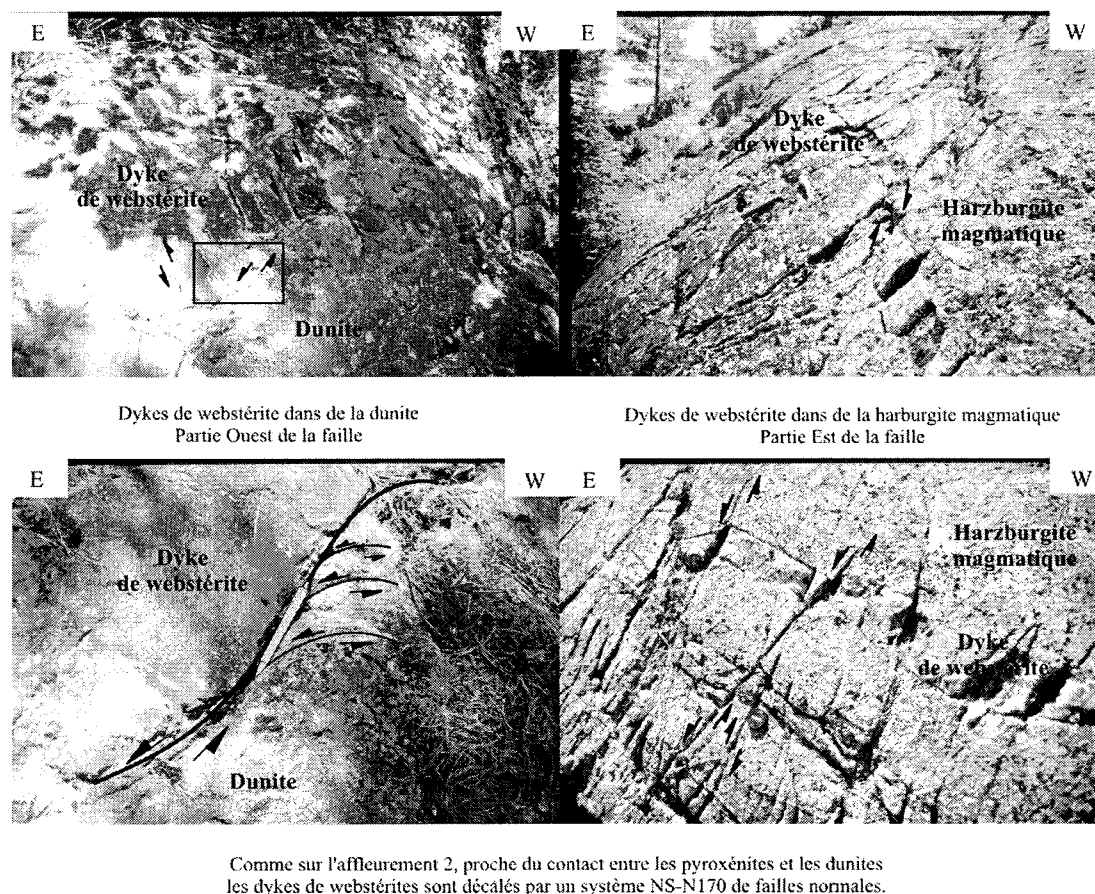 E
W
E
W
Dyke
de webstérite
Dunite
Dyke
de webstérite
Harzburgite
magmatique
Dykes de webstérite dans de la dunite
Partie Ouest de la faille
Dykes de webstérite dans de la harburgite magmatique
Partie Est de la faille
E
W
E
W
Dyke
de webstérite
Dunite
Harzburgite
magmatique
Dyke
de webstérite
Comme sur l'affleurement 2, proche du contact entre les pyroxénites et les dunites
les dykes de webstérites sont décalés par un système NS-N170 de failles normales.